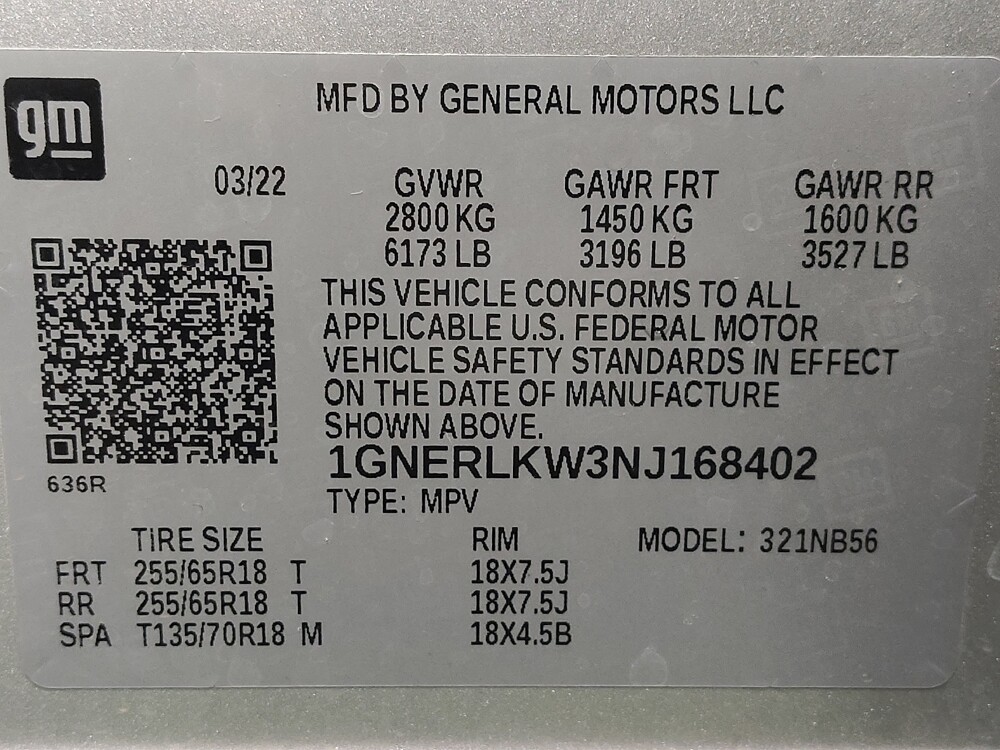 gm
MFD BY GENERAL MOTORS LLC
03/22 GVWR GAWR FRT GAWR RR
2800 KG 1450 KG 1600 KG
6173 LB 3196 LB 3527 LB
THIS VEHICLE CONFORMS TO ALL
APPLICABLE U.S. FEDERAL MOTOR
VEHICLE SAFETY STANDARDS IN EFFECT
ON THE DATE OF MANUFACTURE
SHOWN ABOVE.
1GNERLKW3NJ168402
636R
TYPE: MPV
TIRE SIZE RIM MODEL: 321NB56
FRT 255/65R18 T 18X7.5J
RR 255/65R18 T 18X7.5J
SPA T135/70R18 M 18X4.5B